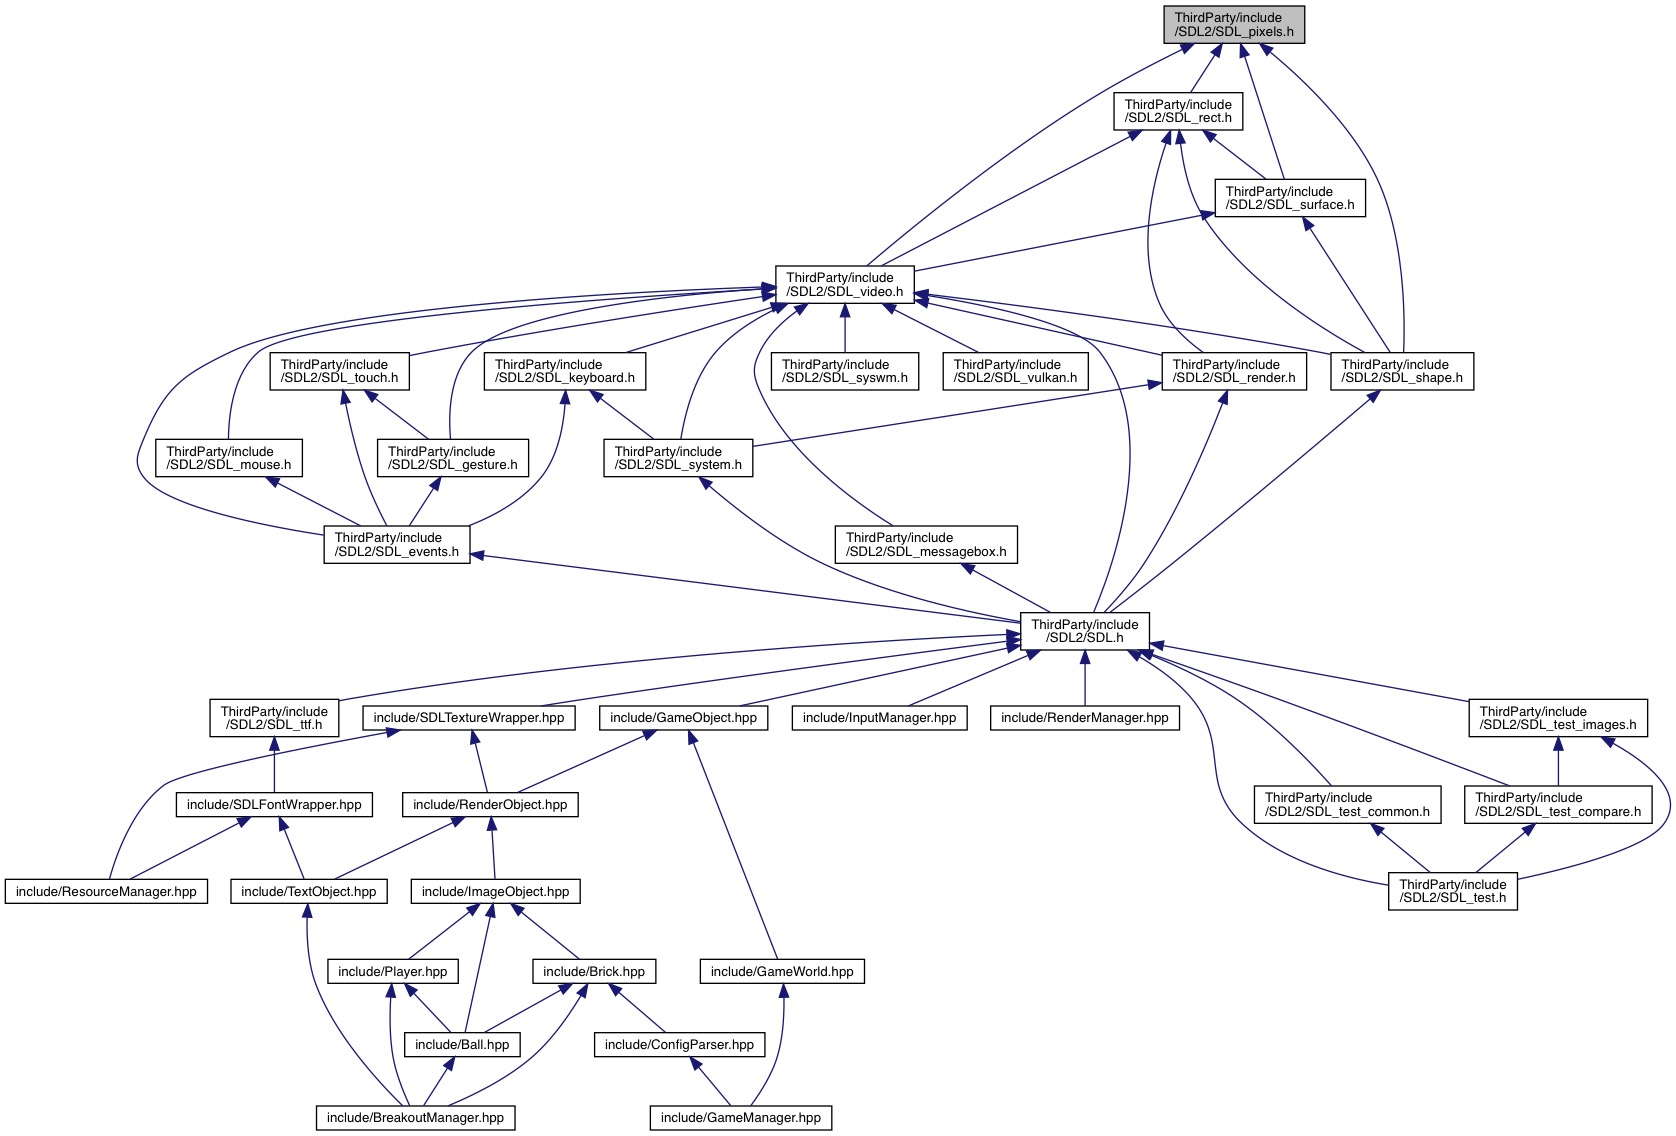 ThirdParty/include
/SDL2/SDL_pixels.h
ThirdParty/include
/SDL2/SDL_rect.h
ThirdParty/include
/SDL2/SDL_surface.h
ThirdParty/include
/SDL2/SDL_video.h
ThirdParty/include
/SDL2/SDL_touch.h
ThirdParty/include
/SDL2/SDL_keyboard.h
ThirdParty/include
/SDL2/SDL_syswm.h
ThirdParty/include
/SDL2/SDL_vulkan.h
ThirdParty/include
/SDL2/SDL_render.h
ThirdParty/include
/SDL2/SDL_shape.h
ThirdParty/include
/SDL2/SDL_mouse.h
ThirdParty/include
/SDL2/SDL_gesture.h
ThirdParty/include
/SDL2/SDL_system.h
ThirdParty/include
/SDL2/SDL_events.h
ThirdParty/include
/SDL2/SDL_messagebox.h
ThirdParty/include
/SDL2/SDL.h
ThirdParty/include
/SDL2/SDL_ttf.h
include/SDLTextureWrapper.hpp
include/GameObject.hpp
include/InputManager.hpp
include/RenderManager.hpp
ThirdParty/include
/SDL2/SDL_test_images.h
include/SDLFontWrapper.hpp
include/RenderObject.hpp
ThirdParty/include
/SDL2/SDL_test_common.h
ThirdParty/include
/SDL2/SDL_test_compare.h
include/ResourceManager.hpp
include/TextObject.hpp
include/ImageObject.hpp
ThirdParty/include
/SDL2/SDL_test.h
include/Player.hpp
include/Brick.hpp
include/GameWorld.hpp
include/Ball.hpp
include/ConfigParser.hpp
include/BreakoutManager.hpp
include/GameManager.hpp